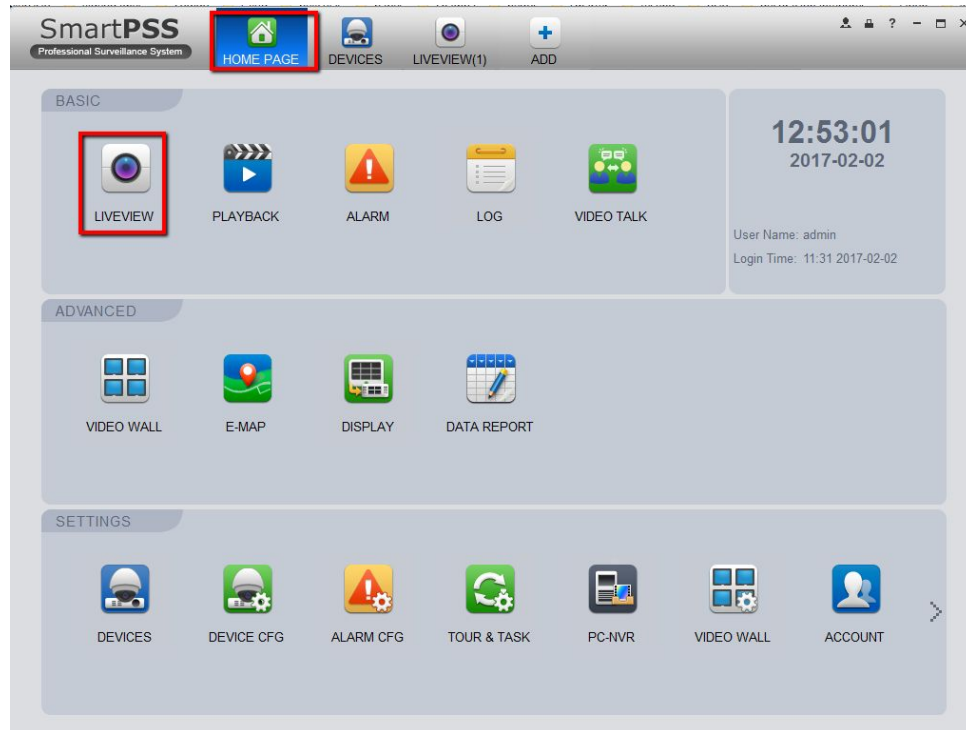 SmartPSS
Professional Surveillance System
HOME PAGE
DEVICES
LIVEVIEW(1)
ADD
?
BASIC
LIVEVIEW
PLAYBACK
ALARM
LOG
VIDEO TALK
12:53:01
2017-02-02
User Name: admin
Login Time: 11:31 2017-02-02
ADVANCED
VIDEO WALL
E-MAP
DISPLAY
DATA REPORT
SETTINGS
DEVICES
DEVICE CFG
ALARM CFG
TOUR & TASK
PC-NVR
VIDEO WALL
ACCOUNT